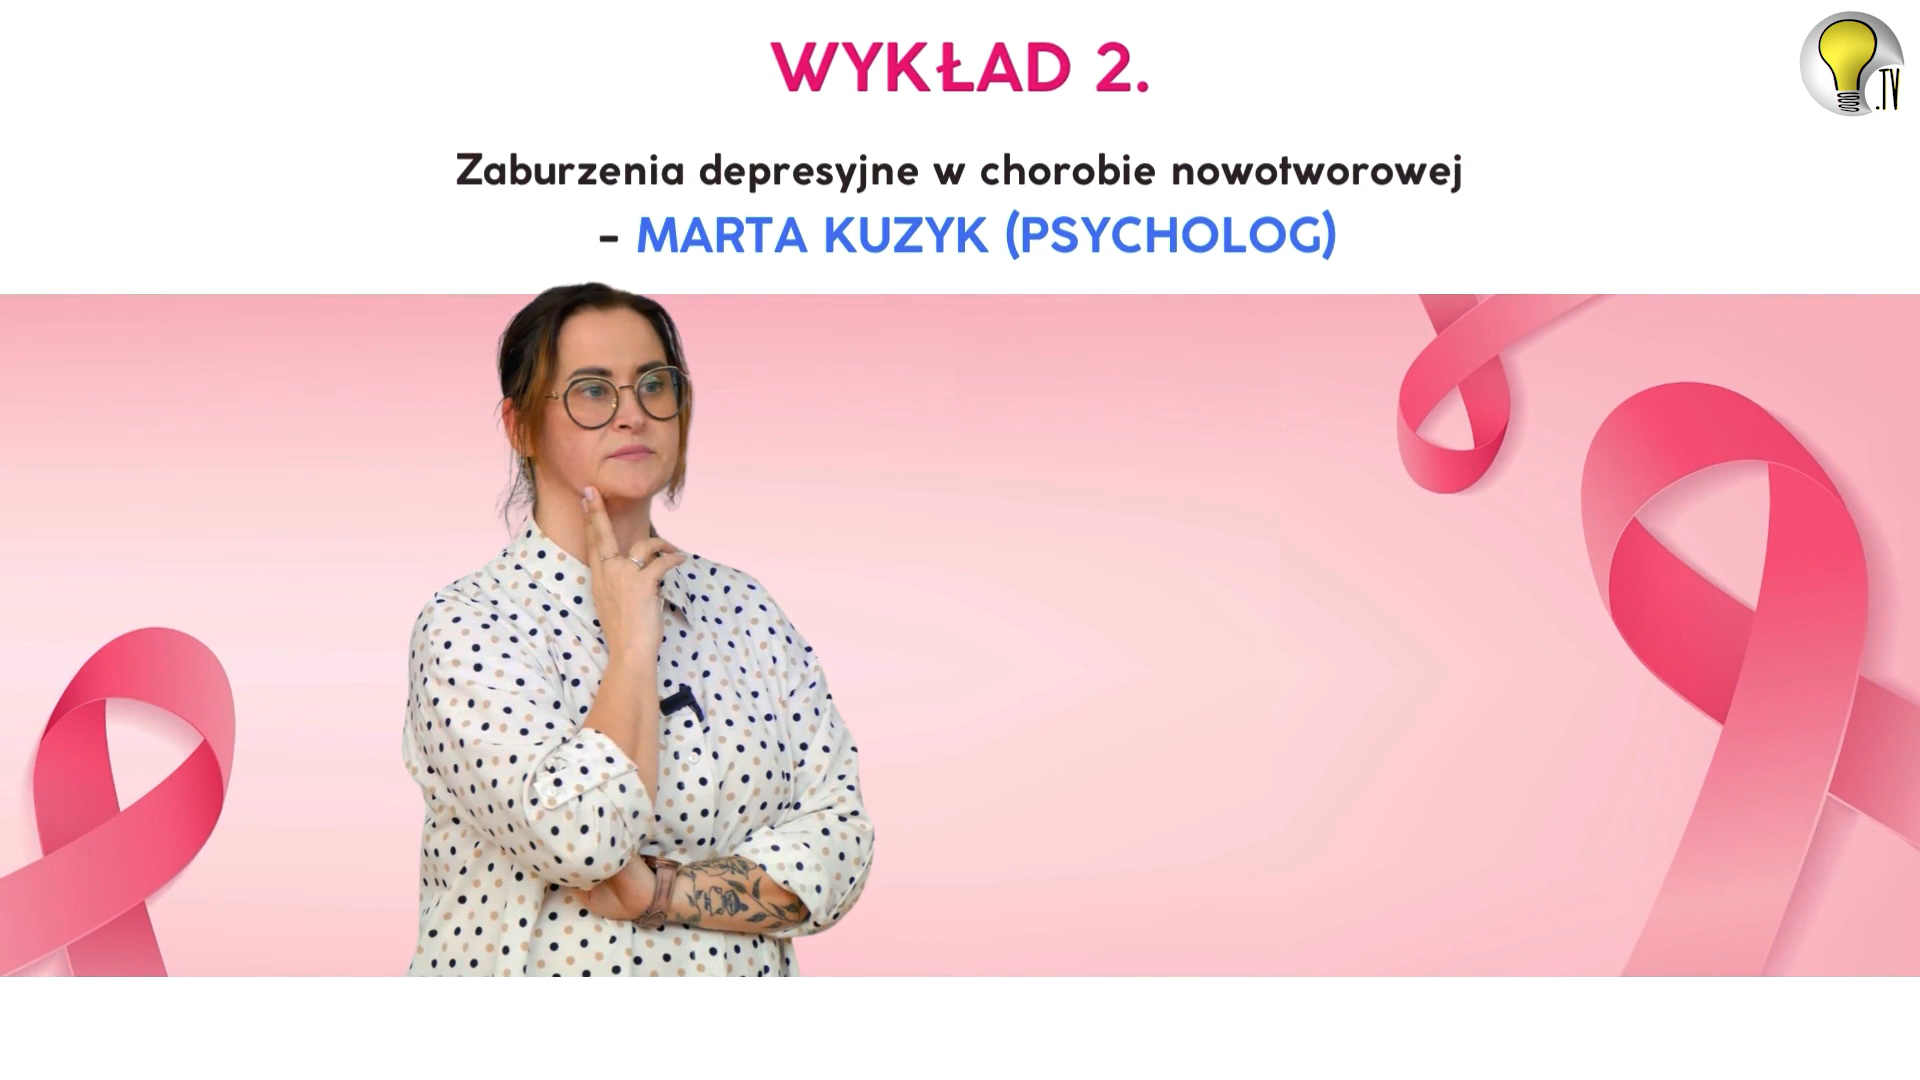 WYKŁAD 2.
.TV
Zaburzenia depresyjne w chorobie nowotworowej
- MARTA KUZYK (PSYCHOLOG)